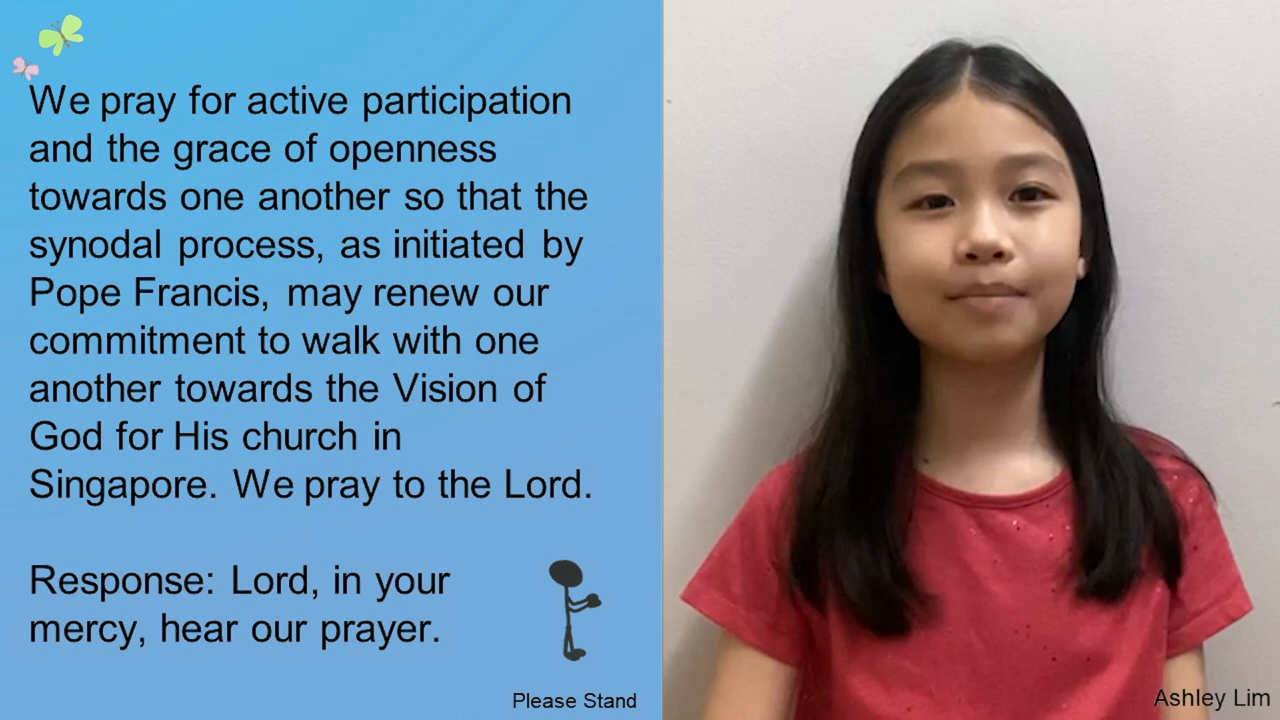 We pray for active participation
and the grace of openness
towards one another so that the
synodal process, as initiated by
Pope Francis, may renew our
commitment to walk with one
another towards the Vision of
God for His church in
Singapore. We pray to the Lord.
Response: Lord, in your
mercy, hear our prayer.
Please Stand
Ashley Lim